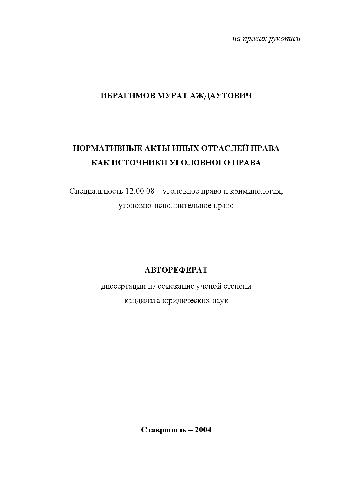 на правах рукописи
ИБРАГИМОВ МУРАТ АЖДАУТОВИЧ
НОРМАТИВНЫЕ АКТЫ ИНЫХ ОТРАСЛЕЙ ПРАВА
КАК ИСТОЧНИКИ УГОЛОВНОГО ПРАВА
Специальность 12.00.08 – уголовное право и криминология;
уголовно-исполнительное право
АВТОРЕФЕРАТ
диссертации на соискание ученой степени
кандидата юридических наук
Ставрополь – 2004